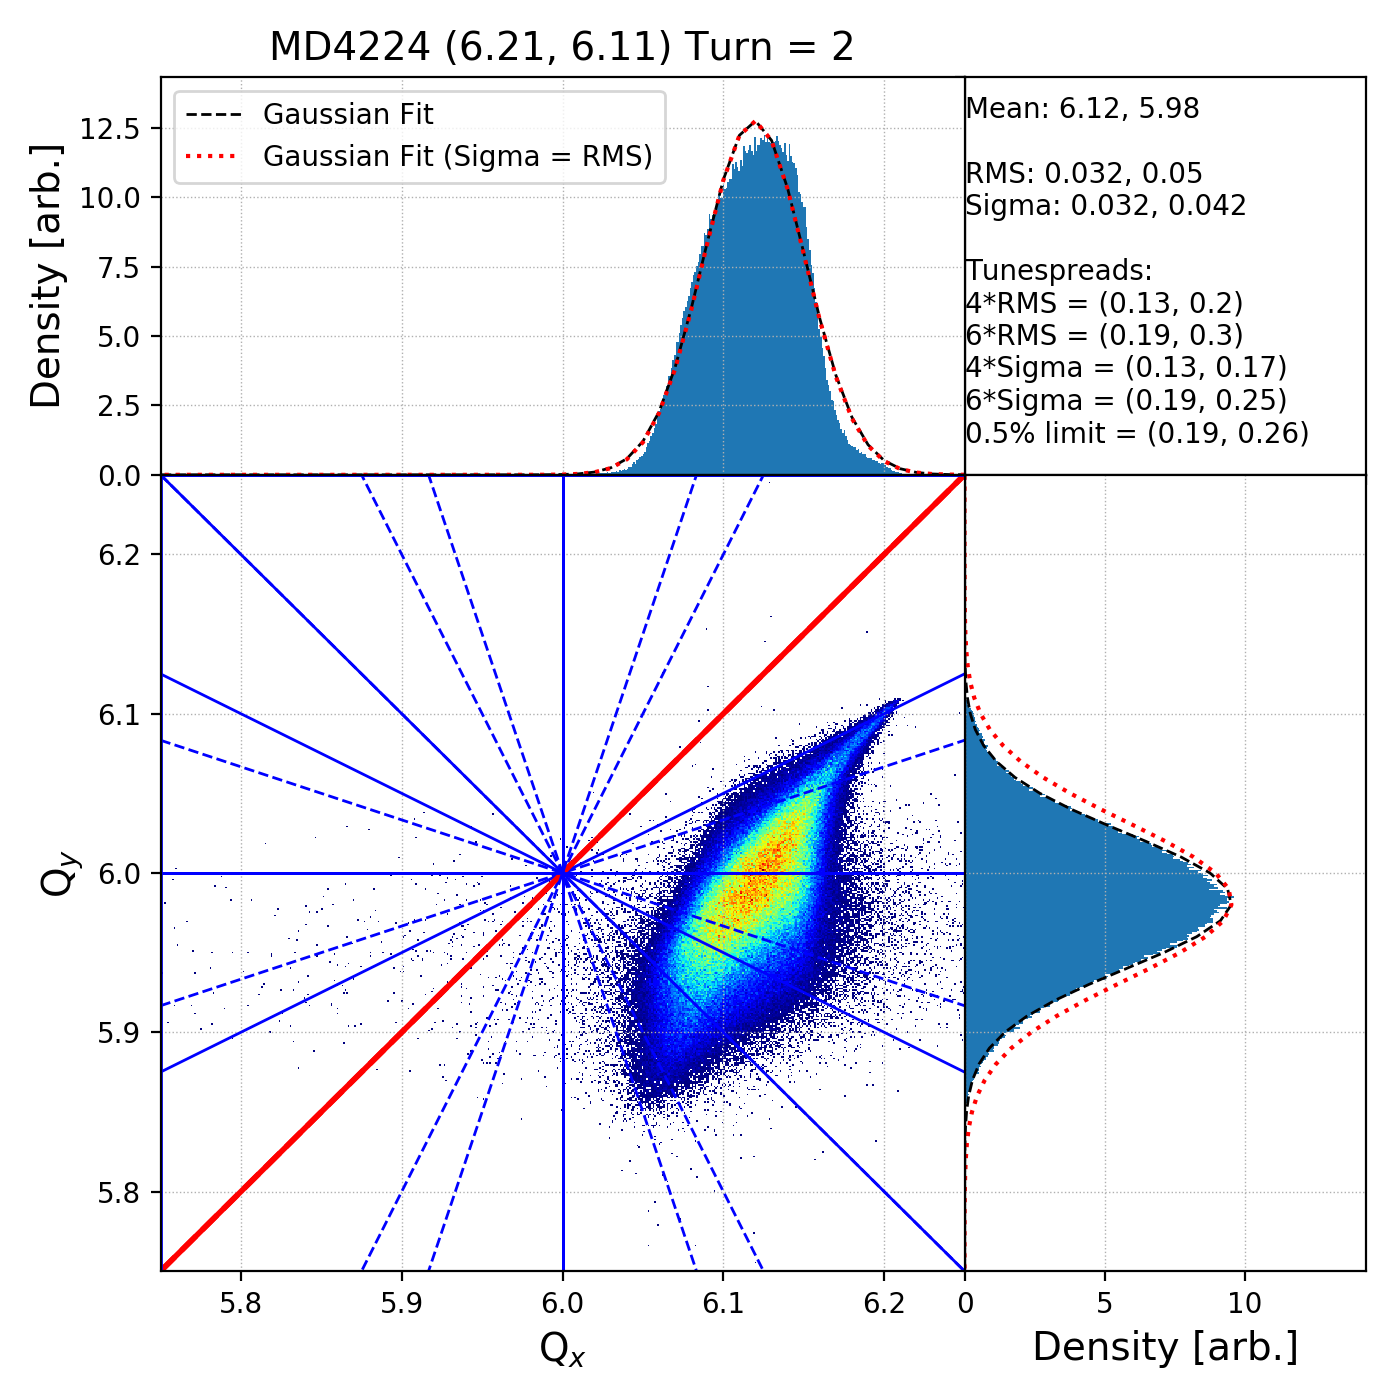 MD4224 (6.21, 6.11) Turn = 2
Gaussian Fit
Gaussian Fit (Sigma = RMS)
Density [arb.]
12.5
10.0
7.5
5.0
2.5
0.0
Mean: 6.12, 5.98
RMS: 0.032, 0.05
Sigma: 0.032, 0.042
Tunespreads:
4*RMS = (0.13, 0.2)
6*RMS = (0.19, 0.3)
4*Sigma = (0.13, 0.17)
6*Sigma = (0.19, 0.25)
0.5% limit = (0.19, 0.26)
Qy
6.2
6.1
6.0
5.9
5.8
5.8 5.9 6.0 6.1 6.2
Qx
0 5 10
Density [arb.]